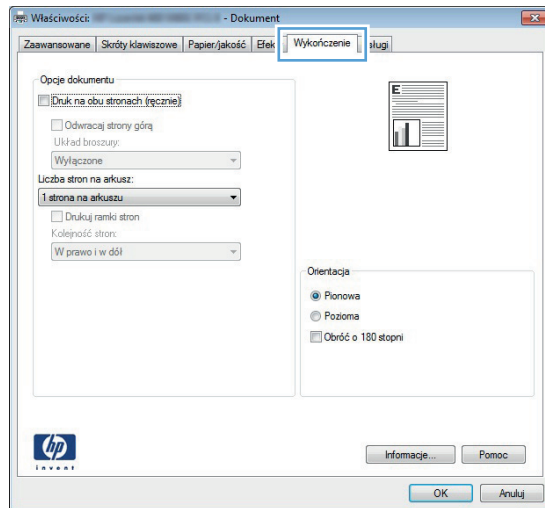 Właściwości: - Dokument
Zaawansowane Skróty klawiszowe Papier/jakość Efek Wykończenie sługi
Opcje dokumentu
Druk na obu stronach (ręcznie)
Odwracaj strony górą
Układ broszury:
Wyłączone
Liczba stron na arkusz:
1 strona na arkuszu
Drukuj ramki stron
Kolejność stron:
W prawo i w dół
E
Orientacja
Pionowa
Pozioma
Obróć o 180 stopni
hp
invent
Informacje... Pomoc
OK Anuluj